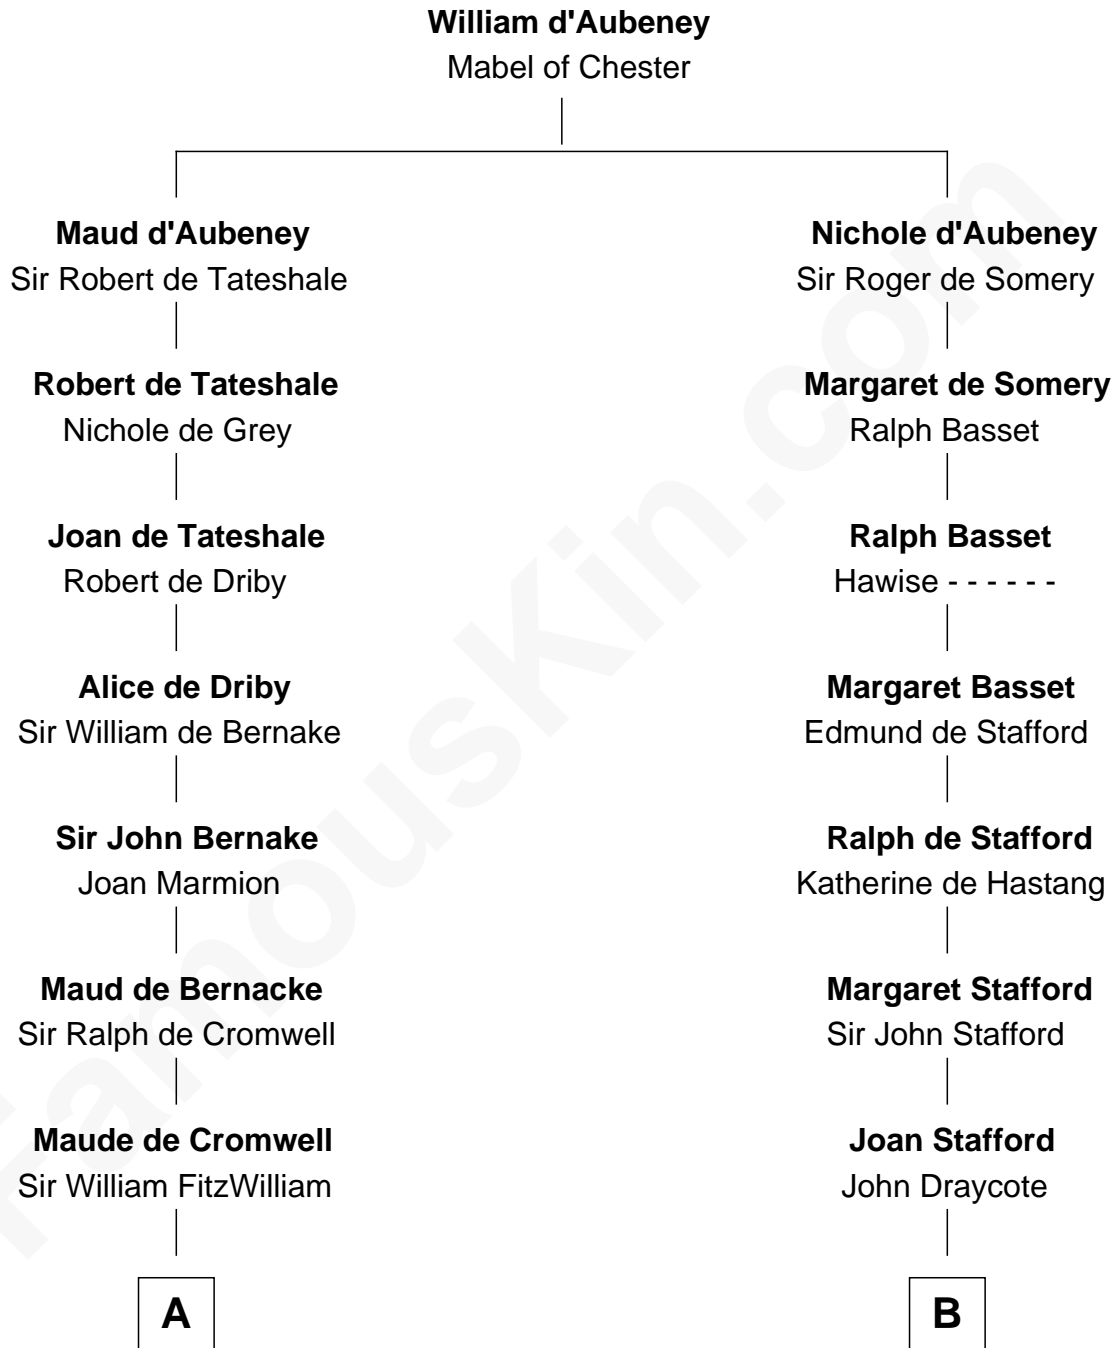 William d'Aubeney
Mabel of Chester
Maud d'Aubeney
Sir Robert de Tateshale
Nichole d'Aubeney
Sir Roger de Somery
Robert de Tateshale
Nichole de Grey
Margaret de Somery
Ralph Basset
Joan de Tateshale
Robert de Driby
Ralph Basset
Hawise - - - - - -
Alice de Driby
Sir William de Bernake
Margaret Basset
Edmund de Stafford
Sir John Bernake
Joan Marmion
Ralph de Stafford
Katherine de Hastang
Maud de Bernacke
Sir Ralph de Cromwell
Margaret Stafford
Sir John Stafford
Maude de Cromwell
Sir William FitzWilliam
Joan Stafford
John Draycote
A
B
FamousKin.com